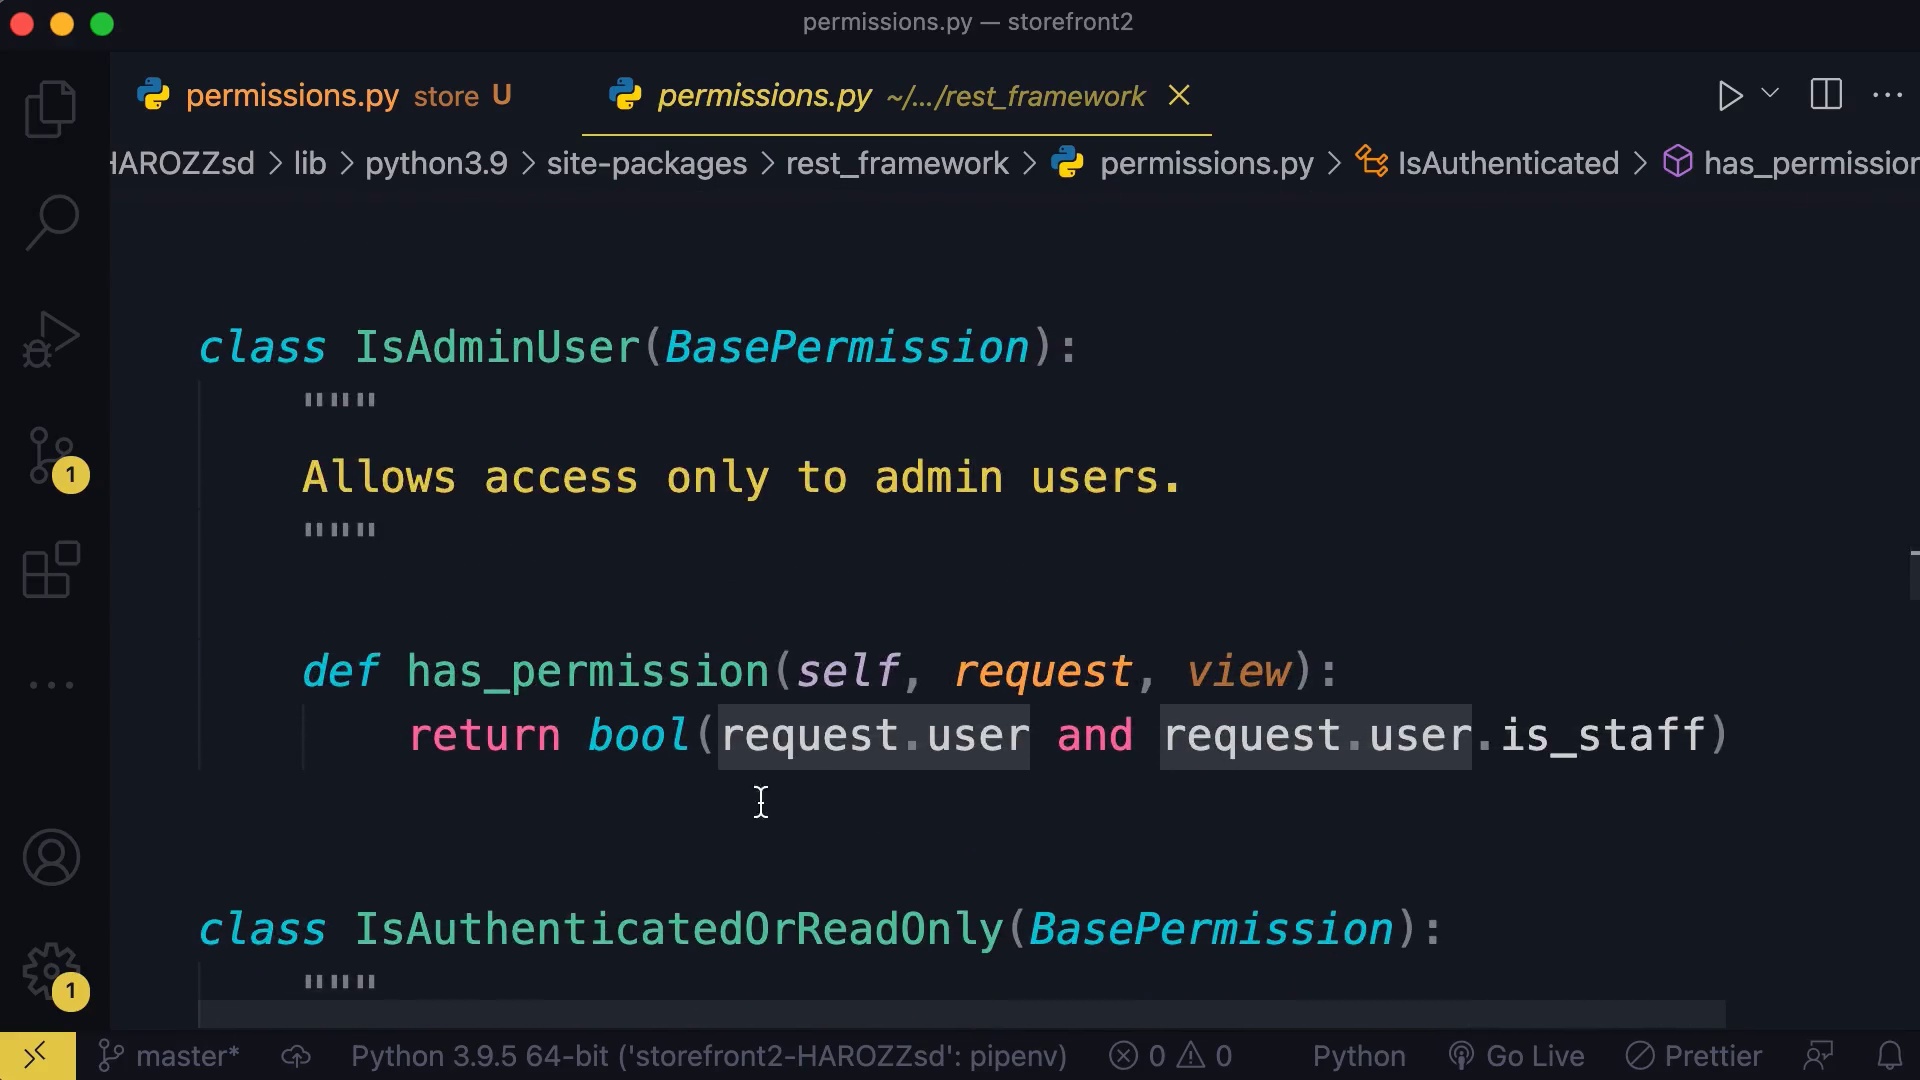 permissions.py — storefront2
permissions.py store U
permissions.py ~/.../rest_framework
HAROZZsd > lib > python3.9 > site-packages > rest_framework > permissions.py > IsAuthenticated > has_permission
class IsAdminUser(BasePermission):
"""
Allows access only to admin users.
"""
def has_permission(self, request, view):
return bool(request.user and request.user.is_staff)
class IsAuthenticatedOrReadOnly(BasePermission):
"""
1
1
master* Python 3.9.5 64-bit ('storefront2-HAROZZsd': pipenv) 0 0 Python Go Live Prettier